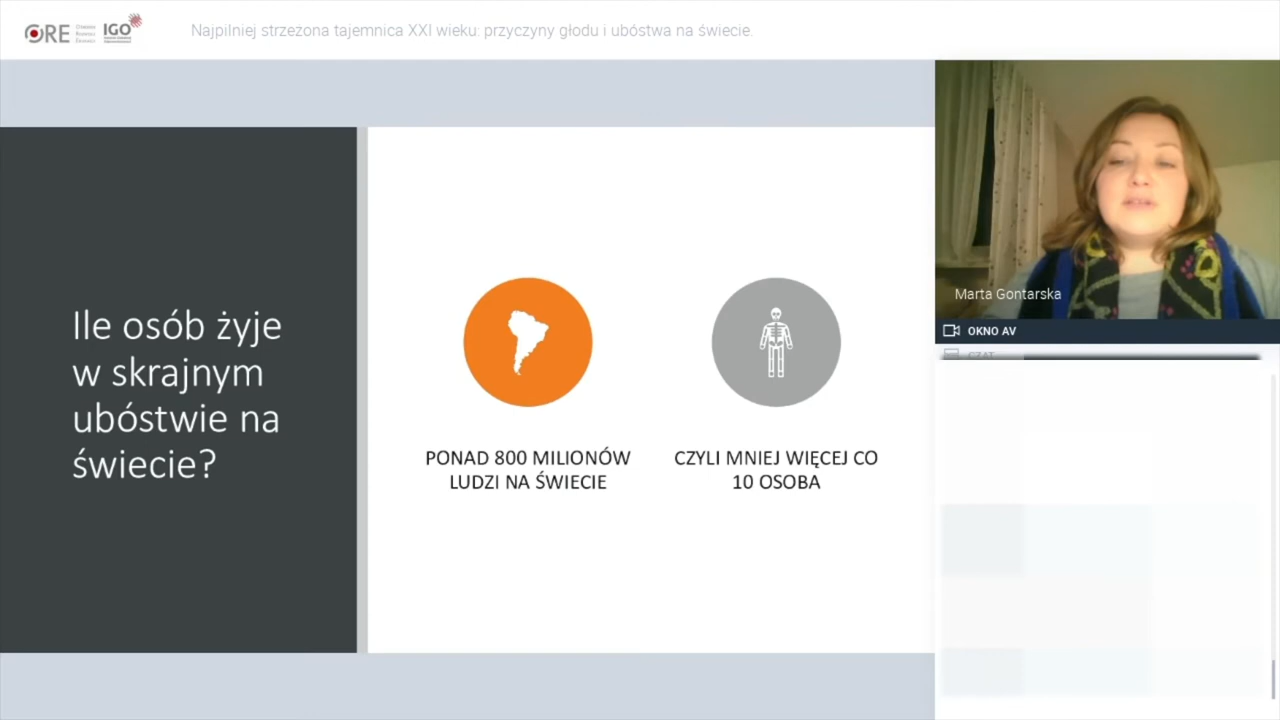 ORE
IGO
Najpilniej strzeżona tajemnica XXI wieku: przyczyny głodu i ubóstwa na świecie.
Ile osób żyje
w skrajnym
ubóstwie na
świecie?
PONAD 800 MILIONÓW
LUDZI NA ŚWIECIE
CZYLI MNIEJ WIĘCEJ CO
10 OSOBA
Marta Gontarska
OKNO AV
CZAT